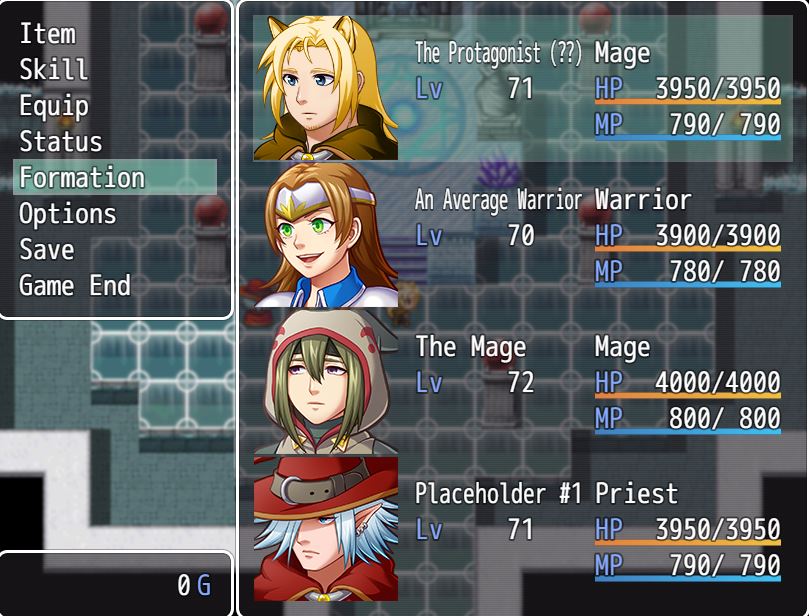 Item
Skill
Equip
Status
Formation
Options
Save
Game End
The Protagonist (??) Mage
Lv 71 HP 3950/3950
MP 790/ 790
An Average Warrior Warrior
Lv 70 HP 3900/3900
MP 780/ 780
The Mage Mage
Lv 72 HP 4000/4000
MP 800/ 800
Placeholder #1 Priest
Lv 71 HP 3950/3950
MP 790/ 790
0 G